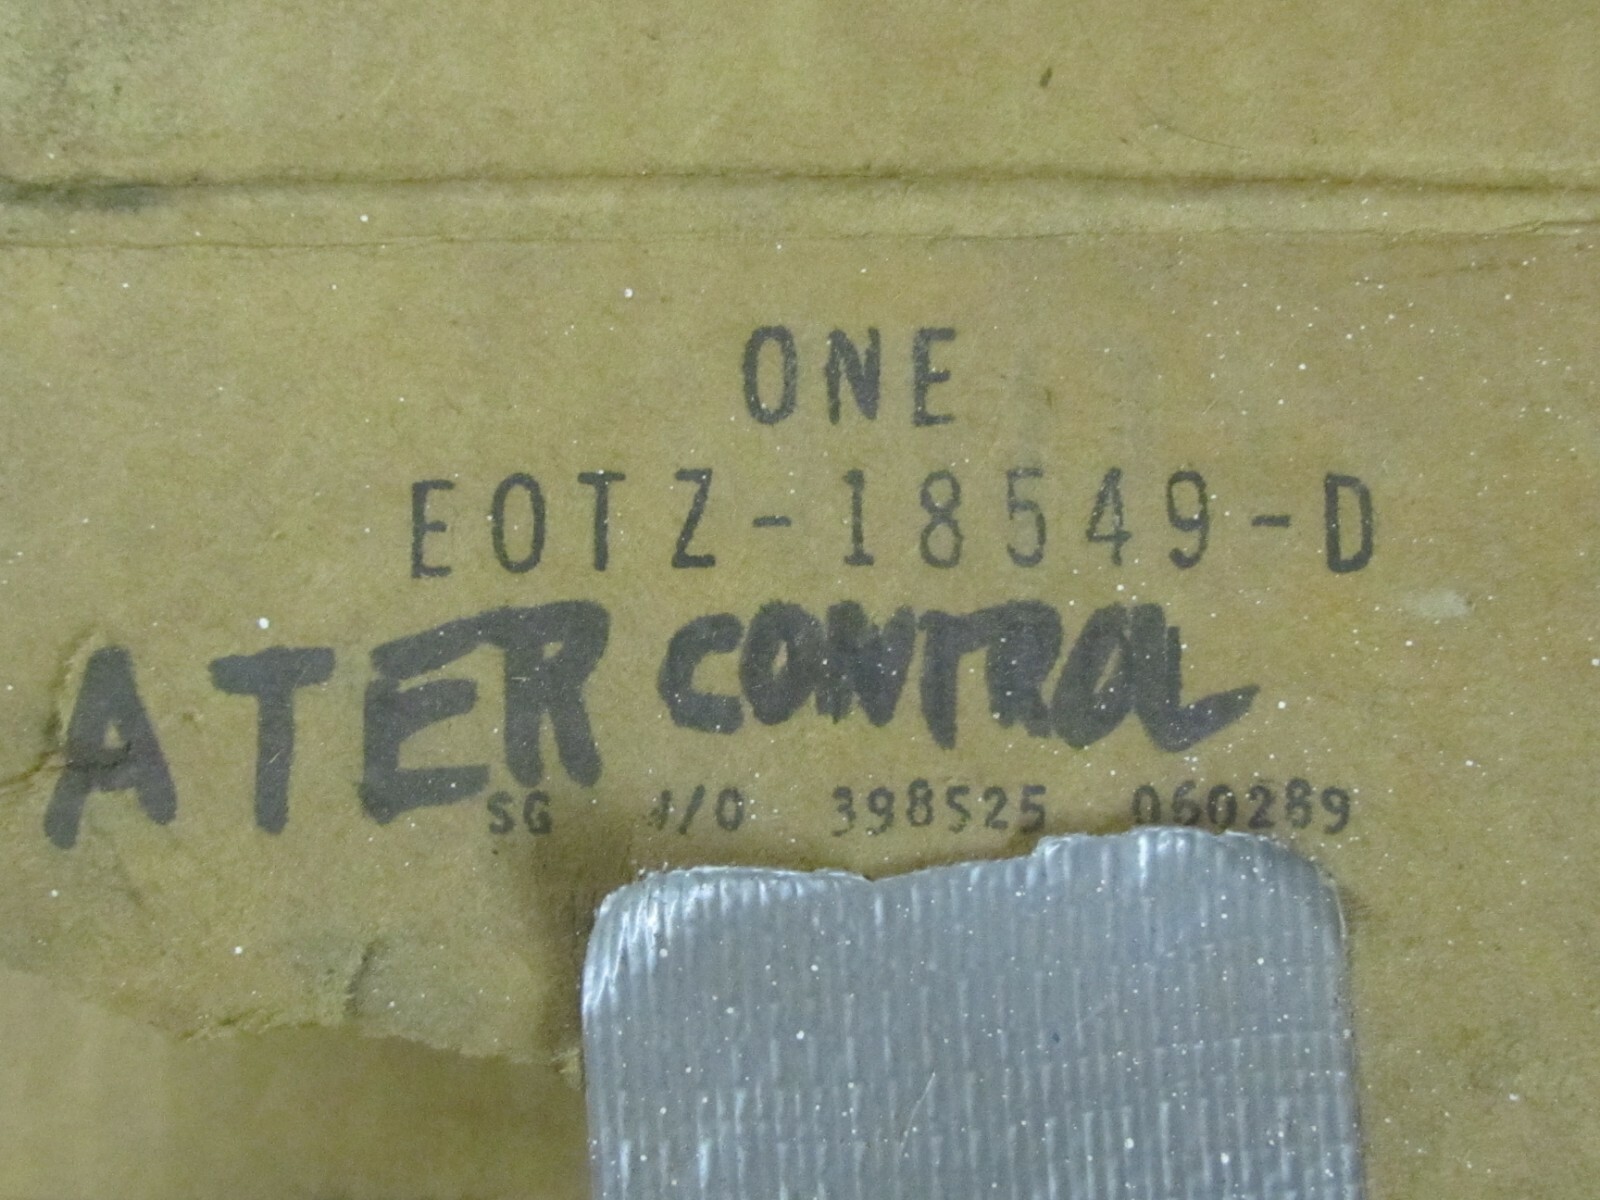 ONE
EOTZ-18549-D
ATER CONTROL
SG /O 398525 060289